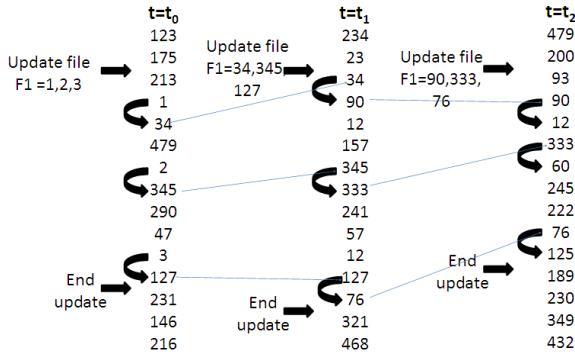 t=t0 t=t1 t=t2
123 234 479
175 23 200
Update file F1 =1,2,3
213
Update file F1=34,345, 127
34
Update file F1=90,333, 76
93
1 90 90
34 12 12
479 157 333
2 345 60
345 333 245
290 241 222
47 57 76
3 12 125
End update
127 127
End update
189
231
End update
76 230
146 321 349
216 468 432